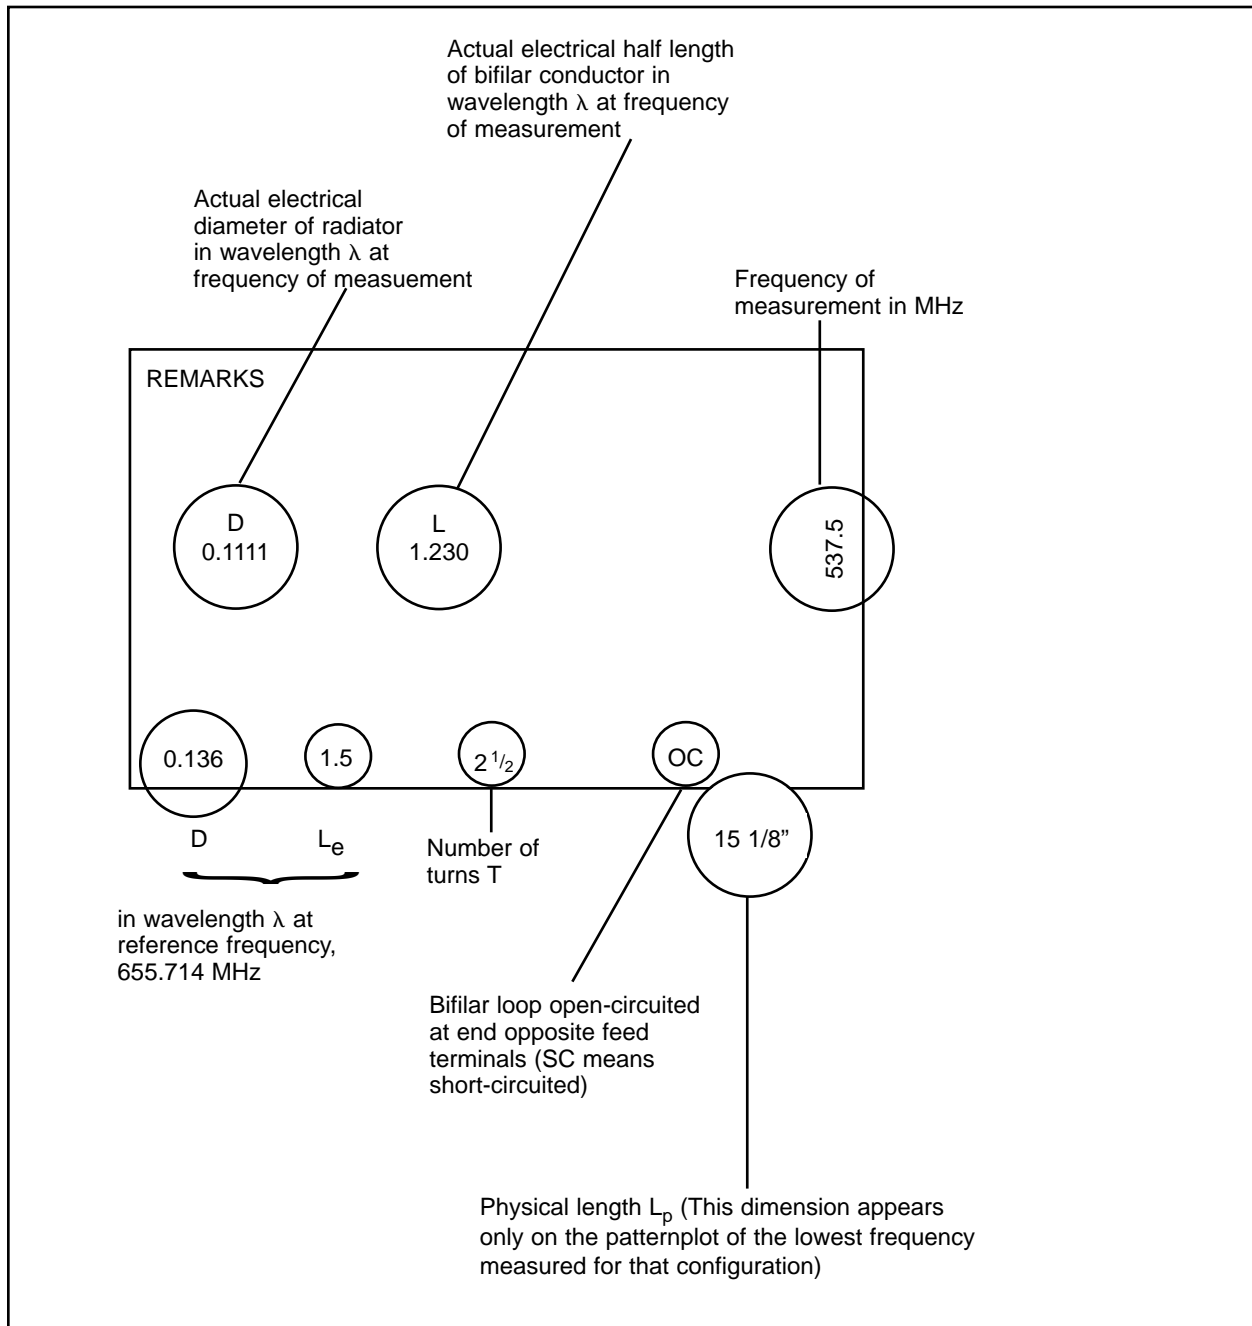 Actual electrical half length
of bifilar conductor in
wavelength λ at frequency
of measurement
Actual electrical
diameter of radiator
in wavelength λ at
frequency of measuement
Frequency of
measurement in MHz
REMARKS
D
0.1111
L
1.230
537.5
0.136
1.5
2 1/2
OC
15 1/8”
D
Le
Number of
turns T
in wavelength λ at
reference frequency,
655.714 MHz
Bifilar loop open-circuited
at end opposite feed
terminals (SC means
short-circuited)
Physical length Lp (This dimension appears
only on the patternplot of the lowest frequency
measured for that configuration)